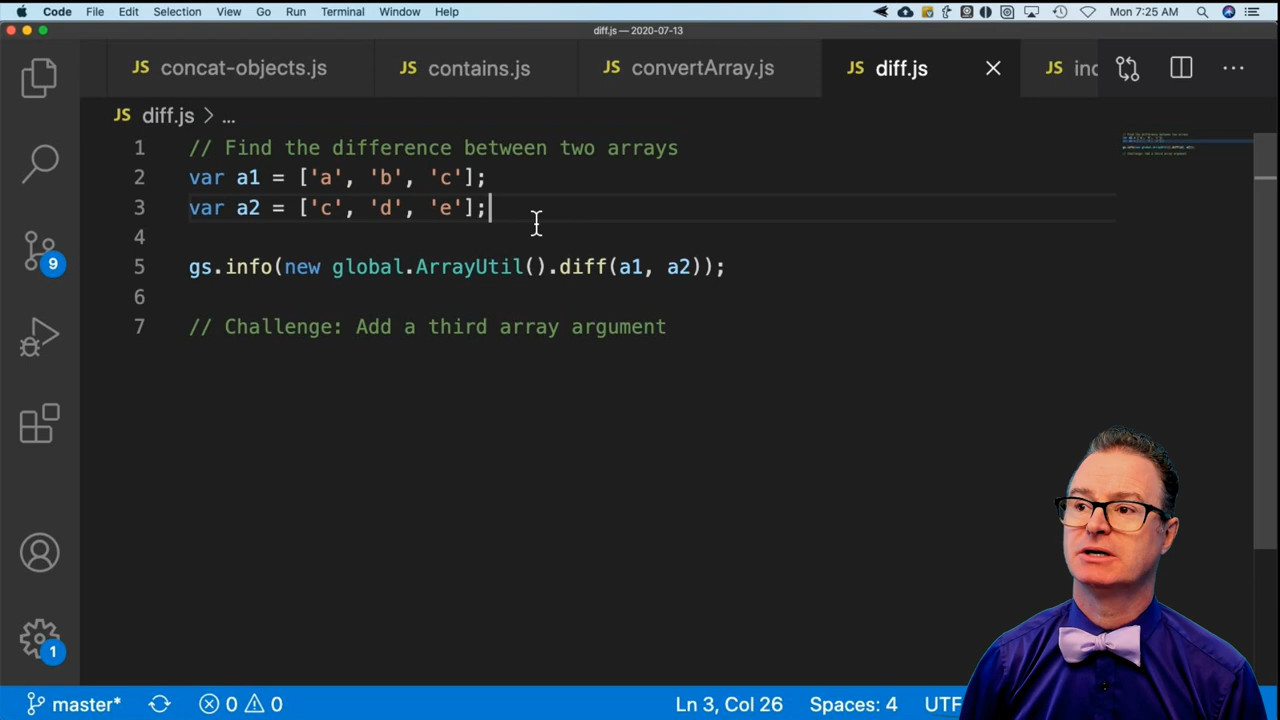 Code File Edit Selection View Go Run Terminal Window Help Mon 7:25 AM
diff.js — 2020-07-13
JS concat-objects.js JS contains.js JS convertArray.js JS diff.js JS ind
JS diff.js > ...
1 // Find the difference between two arrays
2 var a1 = ['a', 'b', 'c'];
3 var a2 = ['c', 'd', 'e'];
4
5 gs.info(new global.ArrayUtil().diff(a1, a2));
6
7 // Challenge: Add a third array argument
9
1
master* 0 0 Ln 3, Col 26 Spaces: 4 UTF